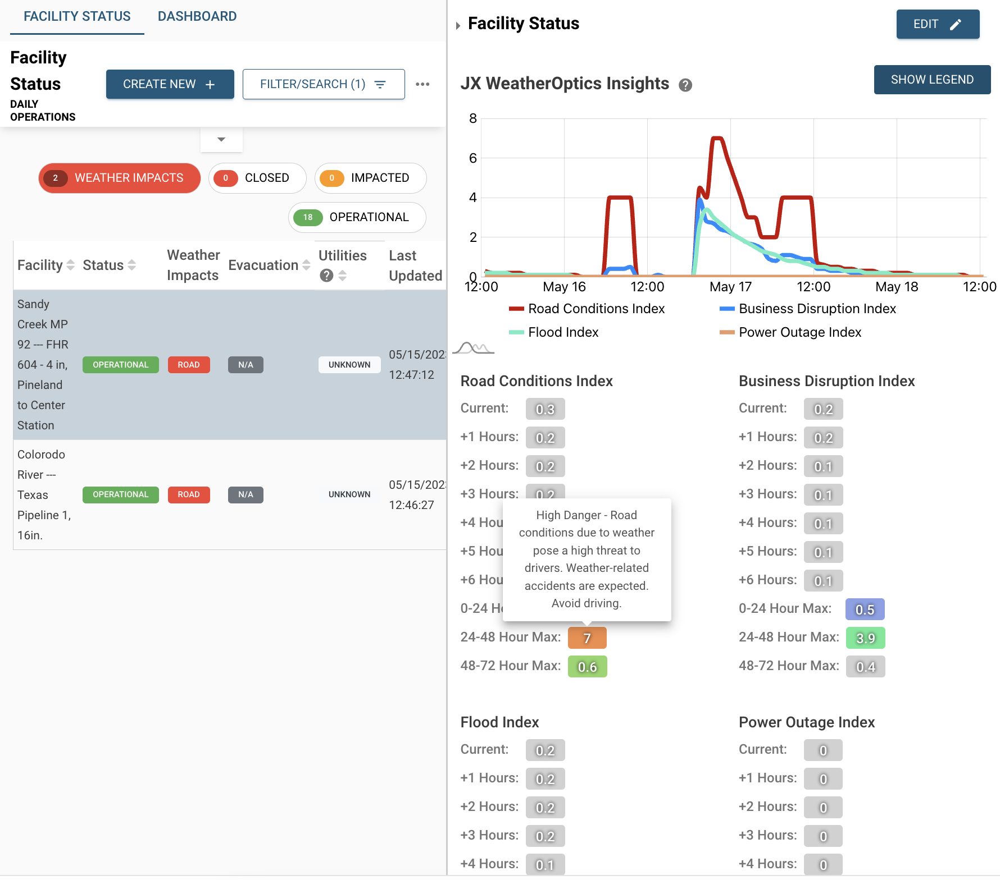 FACILITY STATUS
DASHBOARD
Facility
Status
DAILY
OPERATIONS
CREATE NEW +
FILTER/SEARCH (1)
2 WEATHER IMPACTS
0 CLOSED
0 IMPACTED
18 OPERATIONAL
Facility
Status
Weather
Impacts
Evacuation
Utilities
Last
Updated
Sandy
Creek MP
92 --- FHR
604 - 4 in,
Pineland
to Center
Station
OPERATIONAL
ROAD
N/A
UNKNOWN
05/15/202
12:47:12
Colorodo
River ---
Texas
Pipeline 1,
16in.
OPERATIONAL
ROAD
N/A
UNKNOWN
05/15/202
12:46:27
Facility Status
EDIT
JX WeatherOptics Insights
SHOW LEGEND
8
6
4
2
0
12:00 May 16 12:00 May 17 12:00 May 18 12:00
Road Conditions Index
Business Disruption Index
Flood Index
Power Outage Index
Road Conditions Index
Current: 0.3
+1 Hours: 0.2
+2 Hours: 0.2
+3 Hours: 0.2
+4 Hou
+5 Hou
+6 Hou
0-24 H
High Danger - Road
conditions due to weather
pose a high threat to
drivers. Weather-related
accidents are expected.
Avoid driving.
24-48 Hour Max: 7
48-72 Hour Max: 0.6
Business Disruption Index
Current: 0.2
+1 Hours: 0.2
+2 Hours: 0.1
+3 Hours: 0.1
+4 Hours: 0.1
+5 Hours: 0.1
+6 Hours: 0.1
0-24 Hour Max: 0.5
24-48 Hour Max: 3.9
48-72 Hour Max: 0.4
Flood Index
Current: 0.2
+1 Hours: 0.2
+2 Hours: 0.2
+3 Hours: 0.2
+4 Hours: 0.1
Power Outage Index
Current: 0
+1 Hours: 0
+2 Hours: 0
+3 Hours: 0
+4 Hours: 0